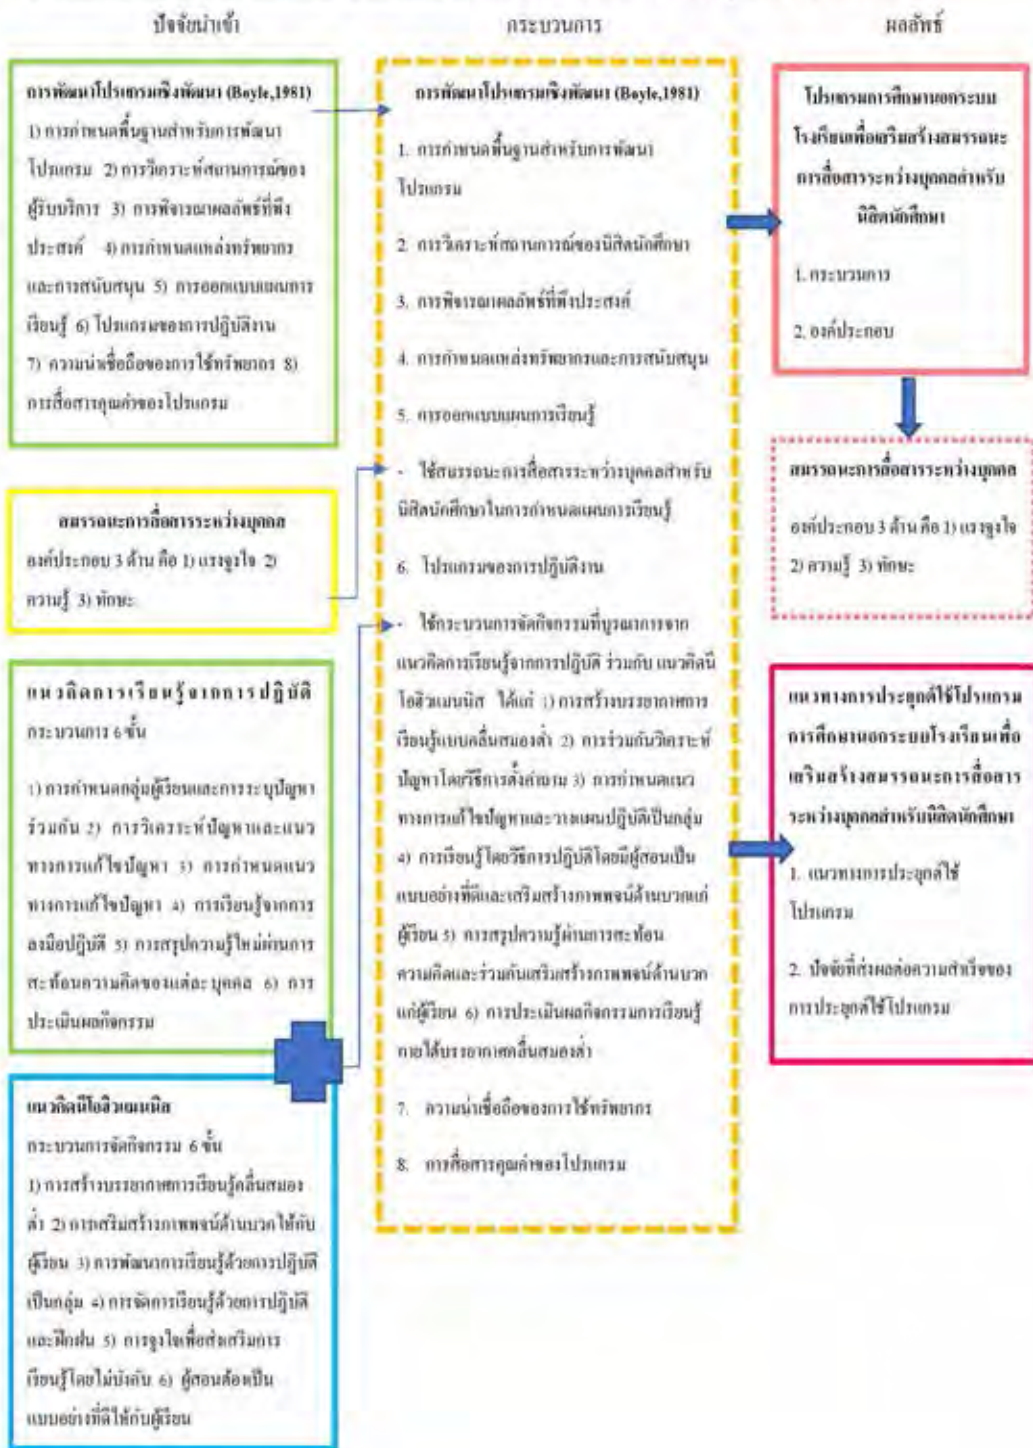 ปัจจัยนำเข้า
กระบวนการ
ผลลัพธ์
การพัฒนาโปรแกรมเชิงพัฒนา (Boyle,1981)
1) การกำหนดพื้นฐานสำหรับการพัฒนา
โปรแกรม 2) การวิเคราะห์สถานการณ์ของ
ผู้รับบริการ 3) การพิจารณาผลลัพธ์ที่พึง
ประสงค์ 4) การกำหนดแหล่งทรัพยากร
และการสนับสนุน 5) การออกแบบแผนการ
เรียนรู้ 6) โปรแกรมของการปฏิบัติงาน
7) ความน่าเชื่อถือของการใช้ทรัพยากร 8)
การสื่อสารคุณค่าของโปรแกรม
สมรรถนะการสื่อสารระหว่างบุคคล
องค์ประกอบ 3 ด้าน คือ 1) แรงจูงใจ 2)
ความรู้ 3) ทักษะ
แนวคิดการเรียนรู้จากการปฏิบัติ
กระบวนการ 6 ขั้น
1) การกำหนดกลุ่มผู้เรียนและการระบุปัญหา
ร่วมกัน 2) การวิเคราะห์ปัญหาและแนว
ทางการแก้ไขปัญหา 3) การกำหนดแนว
ทางการแก้ไขปัญหา 4) การเรียนรู้จากการ
ลงมือปฏิบัติ 5) การสรุปความรู้ใหม่ผ่านการ
สะท้อนความคิดของแต่ละบุคคล 6) การ
ประเมินผลกิจกรรม
แนวคิดนีโอฮิวแมนนิส
กระบวนการจัดกิจกรรม 6 ขั้น
1) การสร้างบรรยากาศการเรียนรู้คลื่นสมอง
ต่ำ 2) การเสริมสร้างภาพพจน์ด้านบวกให้กับ
ผู้เรียน 3) การพัฒนาการเรียนรู้ด้วยการปฏิบัติ
เป็นกลุ่ม 4) การจัดการเรียนรู้ด้วยการปฏิบัติ
และฝึกฝน 5) การจูงใจเพื่อส่งเสริมการ
เรียนรู้โดยไม่บังคับ 6) ผู้สอนต้องเป็น
แบบอย่างที่ดีให้กับผู้เรียน
การพัฒนาโปรแกรมเชิงพัฒนา (Boyle,1981)
1. การกำหนดพื้นฐานสำหรับการพัฒนา
โปรแกรม
2. การวิเคราะห์สถานการณ์ของนิสิตนักศึกษา
3. การพิจารณาผลลัพธ์ที่พึงประสงค์
4. การกำหนดแหล่งทรัพยากรและการสนับสนุน
5. การออกแบบแผนการเรียนรู้
- ใช้สมรรถนะการสื่อสารระหว่างบุคคลสำหรับ
นิสิตนักศึกษาในการกำหนดแผนการเรียนรู้
6. โปรแกรมของการปฏิบัติงาน
- ใช้กระบวนการจัดกิจกรรมที่บูรณาการจาก
แนวคิดการเรียนรู้จากการปฏิบัติ ร่วมกับ แนวคิดนี
โอฮิวแมนนิส ได้แก่ 1) การสร้างบรรยากาศการ
เรียนรู้แบบคลื่นสมองต่ำ 2) การร่วมกันวิเคราะห์
ปัญหาโดยวิธีการตั้งคำถาม 3) การกำหนดแนว
ทางการแก้ไขปัญหาและวางแผนปฏิบัติเป็นกลุ่ม
4) การเรียนรู้โดยวิธีการปฏิบัติโดยมีผู้สอนเป็น
แบบอย่างที่ดีและเสริมสร้างภาพพจน์ด้านบวกแก่
ผู้เรียน 5) การสรุปความรู้ผ่านการสะท้อน
ความคิดและร่วมกันเสริมสร้างภาพพจน์ด้านบวก
แก่ผู้เรียน 6) การประเมินผลกิจกรรมการเรียนรู้
ภายใต้บรรยากาศคลื่นสมองต่ำ
7. ความน่าเชื่อถือของการใช้ทรัพยากร
8. การสื่อสารคุณค่าของโปรแกรม
โปรแกรมการศึกษานอกระบบ
โรงเรียนเพื่อเสริมสร้างสมรรถนะ
การสื่อสารระหว่างบุคคลสำหรับ
นิสิตนักศึกษา
1. กระบวนการ
2. องค์ประกอบ
สมรรถนะการสื่อสารระหว่างบุคคล
องค์ประกอบ 3 ด้าน คือ 1) แรงจูงใจ
2) ความรู้ 3) ทักษะ
แนวทางการประยุกต์ใช้โปรแกรม
การศึกษานอกระบบโรงเรียนเพื่อ
เสริมสร้างสมรรถนะการสื่อสาร
ระหว่างบุคคลสำหรับนิสิตนักศึกษา
1. แนวทางการประยุกต์ใช้
โปรแกรม
2. ปัจจัยที่ส่งผลต่อความสำเร็จของ
การประยุกต์ใช้โปรแกรม